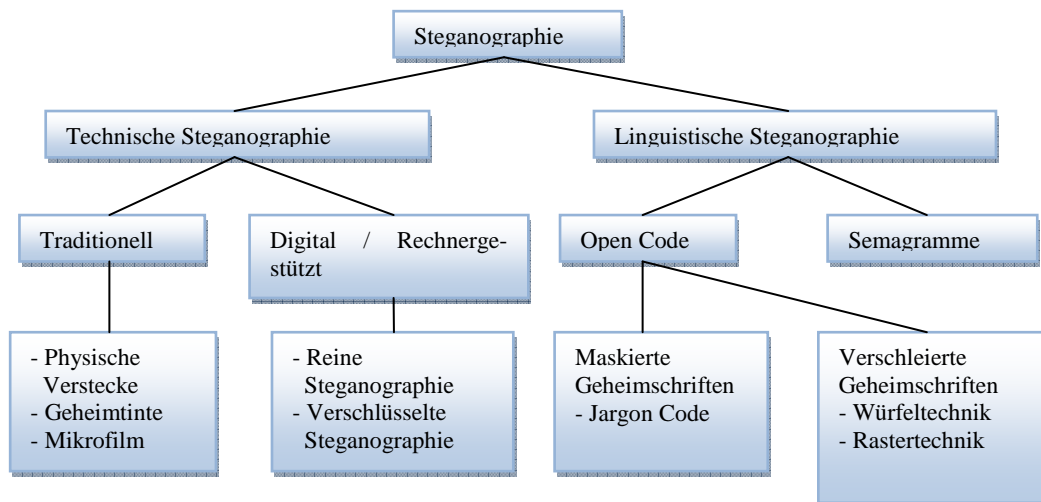 Steganographie
Technische Steganographie
Linguistische Steganographie
Traditionell
Digital / Rechnerge-
stützt
Open Code
Semagramme
- Physische
Verstecke
- Geheimtinte
- Mikrofilm
- Reine
Steganographie
- Verschlüsselte
Steganographie
Maskierte
Geheimschriften
- Jargon Code
Verschleierte
Geheimschriften
- Würfeltechnik
- Rastertechnik